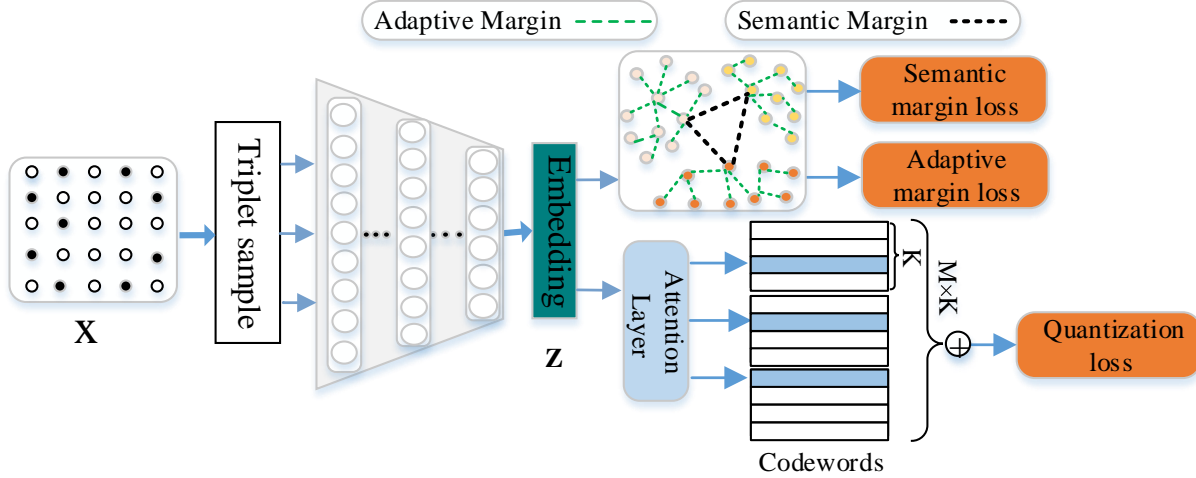 Adaptive Margin
Semantic Margin
Semantic
margin loss
Adaptive
margin loss
Triplet sample
Embedding
X
Z
Attention
Layer
K
M×K
Quantization
loss
Codewords